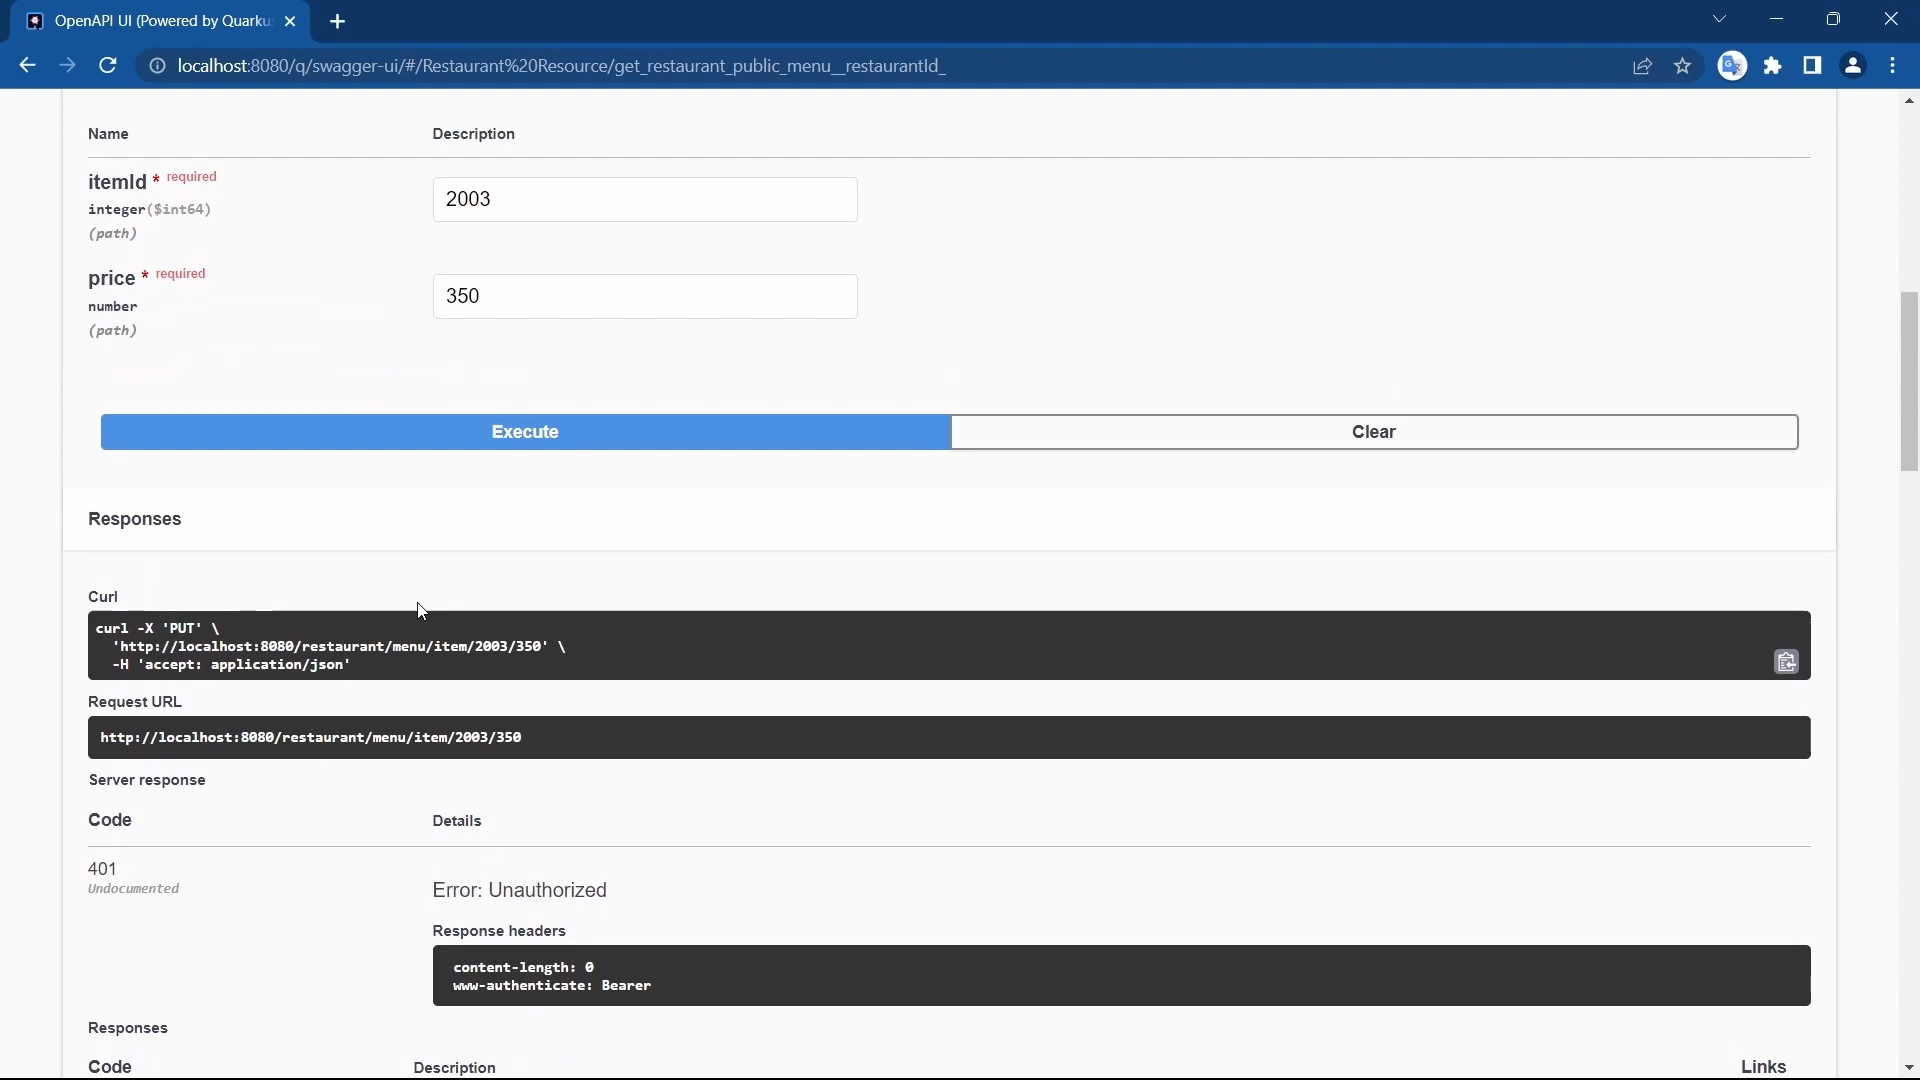 OpenAPI UI (Powered by Quarku
localhost:8080/q/swagger-ui/#/Restaurant%20Resource/get_restaurant_public_menu__restaurantId_
Name Description
itemId * required
2003
integer($int64)
(path)
price * required
350
number
(path)
Execute Clear
Responses
Curl
curl -X 'PUT' \
'http://localhost:8080/restaurant/menu/item/2003/350' \
-H 'accept: application/json'
Request URL
http://localhost:8080/restaurant/menu/item/2003/350
Server response
Code Details
401
Undocumented
Error: Unauthorized
Response headers
content-length: 0
www-authenticate: Bearer
Responses
Code Description Links